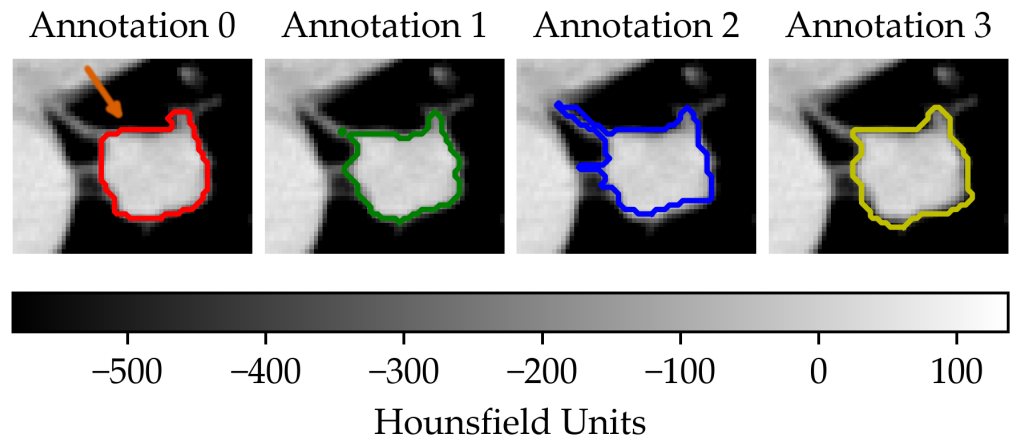 Annotation 0 Annotation 1 Annotation 2 Annotation 3
−500 −400 −300 −200 −100 0 100
Hounsfield Units